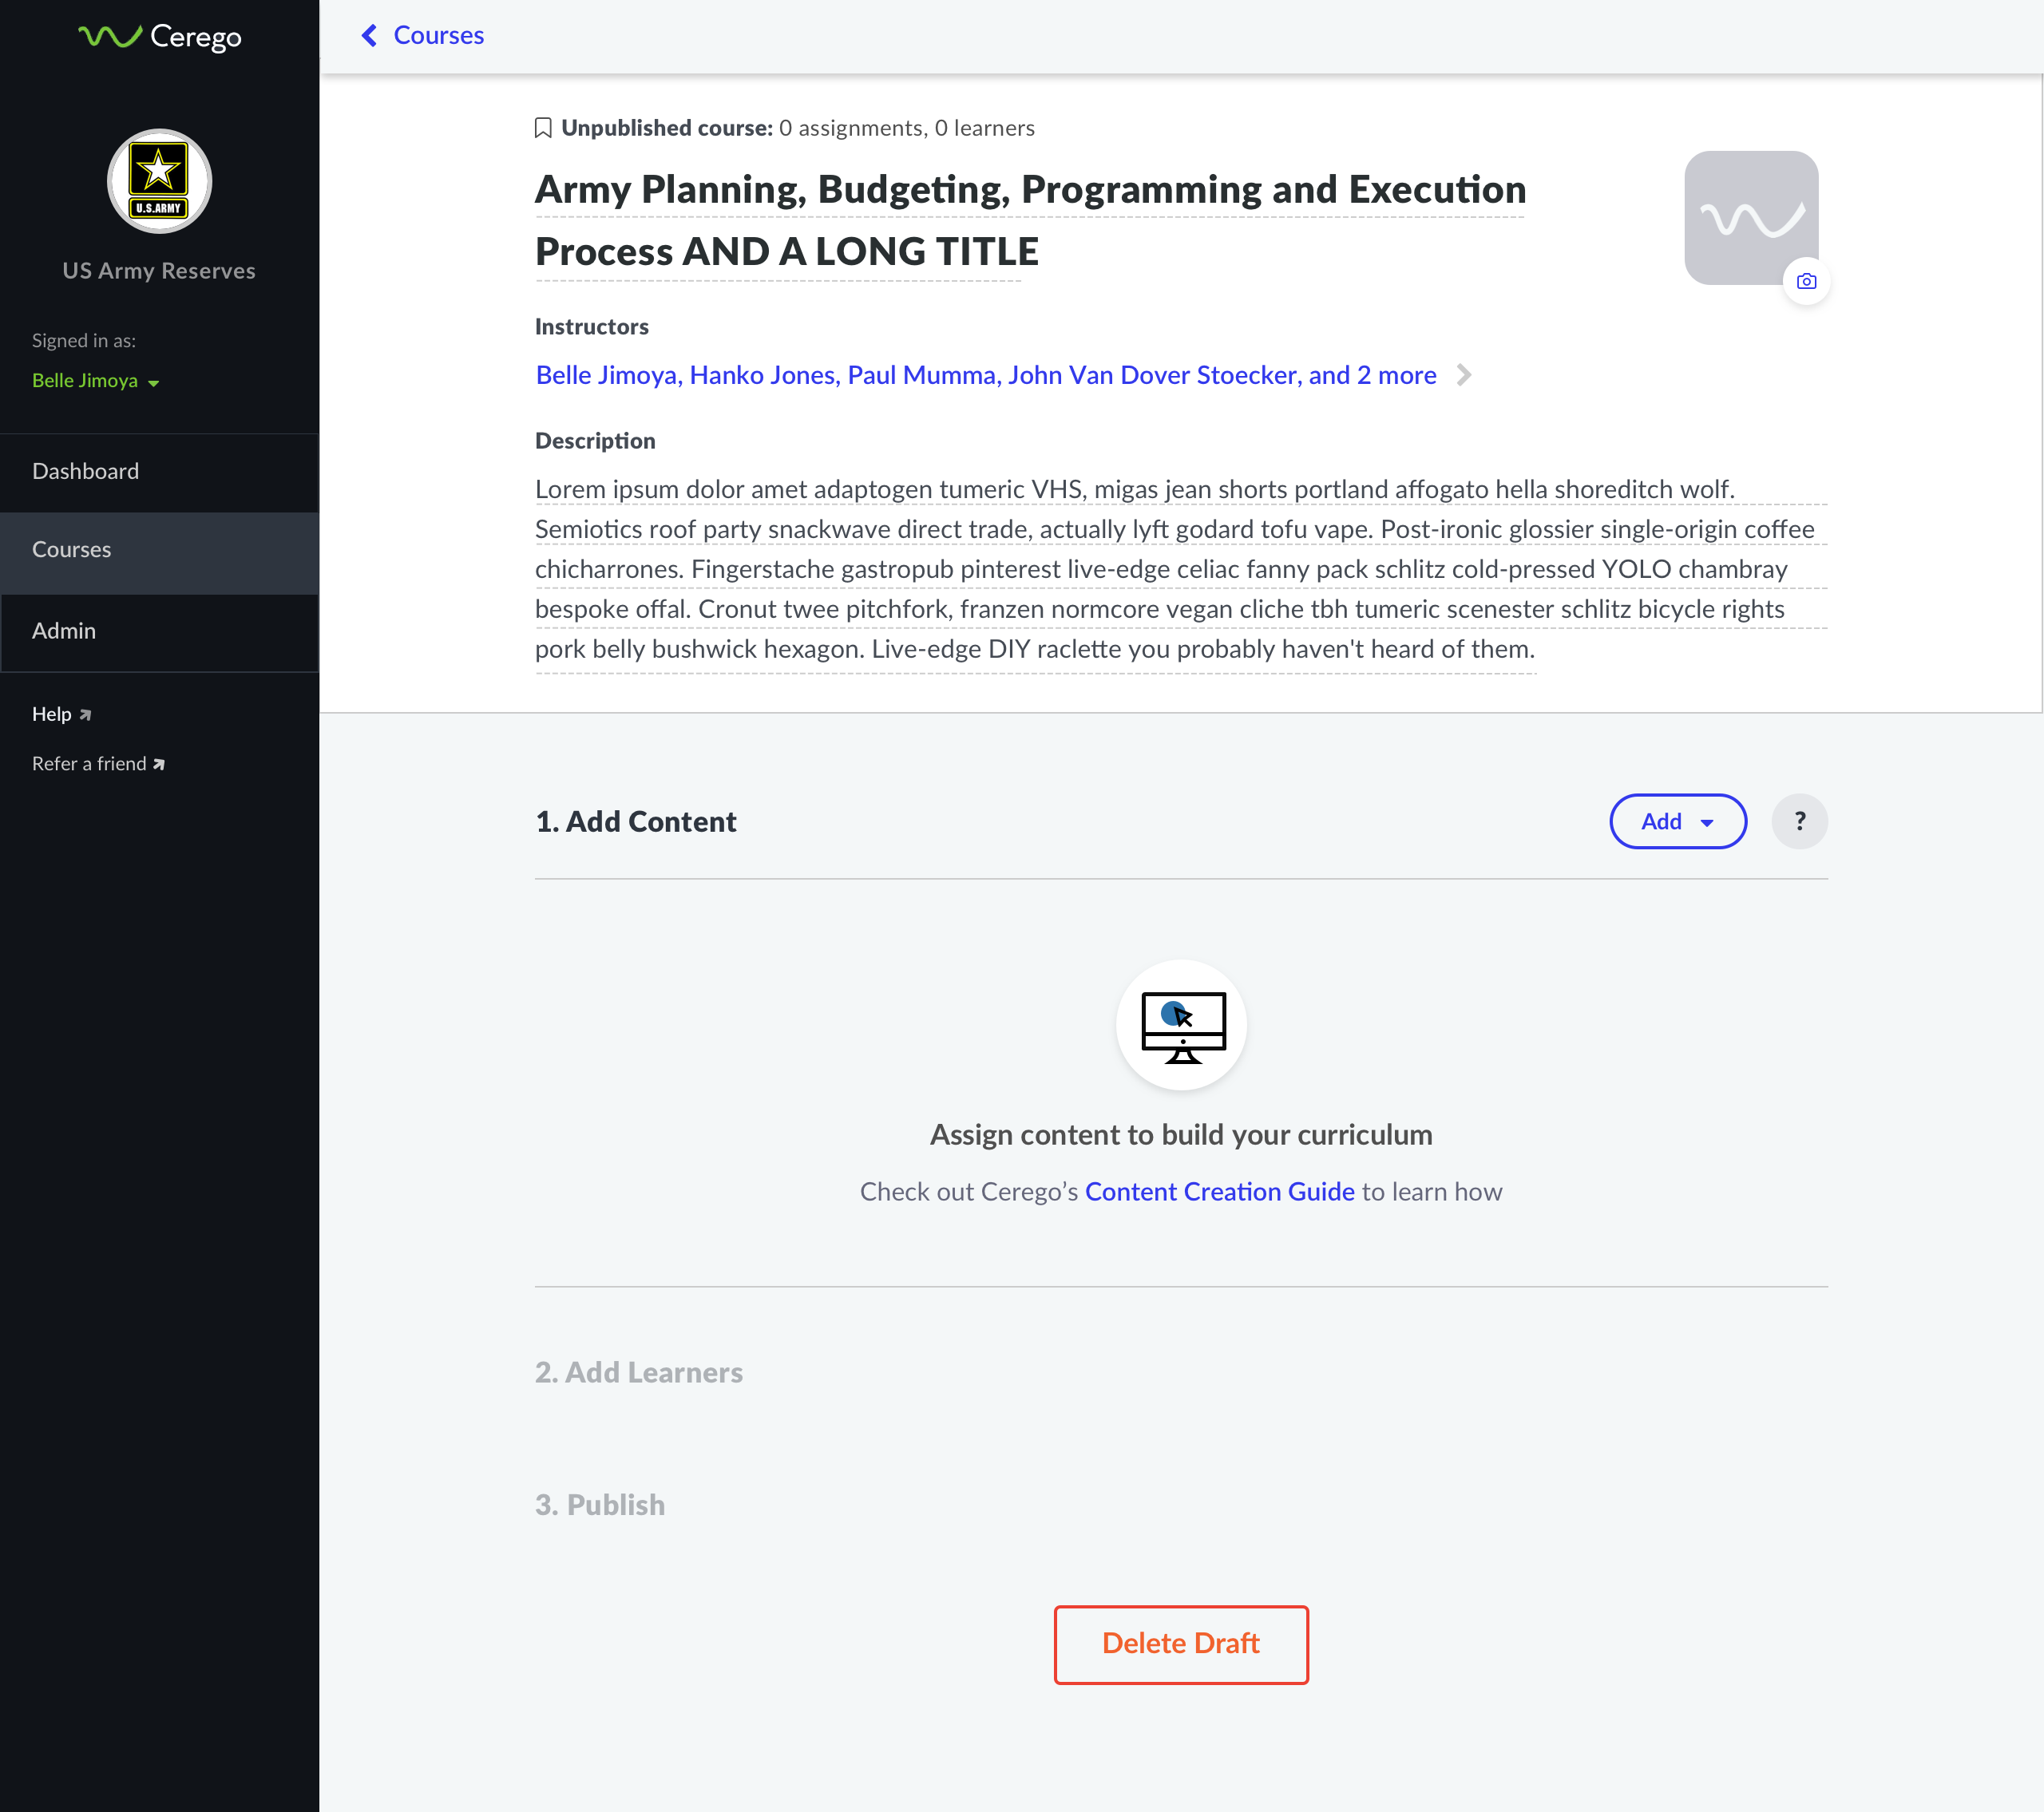 Cerego
U.S.ARMY
US Army Reserves
Signed in as:
Belle Jimoya
Dashboard
Courses
Admin
Help
Refer a friend
Courses
Unpublished course: 0 assignments, 0 learners
Army Planning, Budgeting, Programming and Execution
Process AND A LONG TITLE
Instructors
Belle Jimoya, Hanko Jones, Paul Mumma, John Van Dover Stoecker, and 2 more
Description
Lorem ipsum dolor amet adaptogen tumeric VHS, migas jean shorts portland affogato hella shoreditch wolf.
Semiotics roof party snackwave direct trade, actually lyft godard tofu vape. Post-ironic glossier single-origin coffee
chicharrones. Fingerstache gastropub pinterest live-edge celiac fanny pack schlitz cold-pressed YOLO chambray
bespoke offal. Cronut twee pitchfork, franzen normcore vegan cliche tbh tumeric scenester schlitz bicycle rights
pork belly bushwick hexagon. Live-edge DIY raclette you probably haven't heard of them.
1. Add Content
Add
?
Assign content to build your curriculum
Check out Cerego’s Content Creation Guide to learn how
2. Add Learners
3. Publish
Delete Draft